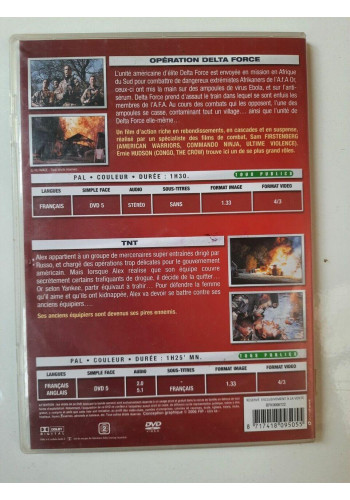 OPÉRATION DELTA FORCE
L'unité américaine d'élite Delta Force est envoyée en mission en Afrique
du Sud pour combattre de dangereux extrémistes Afrikaners de l'A.f.A Or,
ceux-ci ont mis la main sur des ampoules de virus Ebola, et sur l'anti-
sérum. Delta Force prend d'assaut le train dans lequel se sont enfuis
les membres de l'A.F.A. Au cours des combats qui les opposent, l'une des
ampoules se casse, contaminant tout un village.... ainsi que l'unité de
Delta Force elle-même....
Un film d'action riche en rebondissements, en cascades et en suspense,
réalisé par un spécialiste des films de combat, Sam FIRSTENBERG
(AMERICAN WARRIORS, COMMANDO NINJA, ULTIME VIOLENCE).
Ernie HUDSON (CONGO, THE CROW) trouve ici un de se plus grand rôles.
PAL • COULEUR • DURÉE : 1H30.
TOUS PUBLICS
LANGUES SIMPLE FACE AUDIO SOUS-TITRES FORMAT IMAGE FORMAT VIDEO
FRANÇAIS DVD 5 STEREO SANS 1.33 4/3
TNT
Alex appartient à un groupe de mercenaires super entrainés dirigé par
Russo, et chargé des opérations trop délicates pour le gouvernement
américain. Mais lorsque Alex réalise que son équipe couvre
secrètement certains trafiquants de drogue, il décide de la quitter...
Or selon Yankee, partir équivaut à trahir... Pour défendre la femme
qu'il aime et qu'ils ont kidnappée, Alex va devoir se battre contre ses
anciens équipiers...
Ses anciens équipiers sont devenus ses pires ennemis.
PAL • COULEUR • DURÉE : 1H25' MN.
TOUS PUBLICS
LANGUES SIMPLE FACE AUDIO SOUS-TITRES FORMAT IMAGE FORMAT VIDEO
FRANÇAIS
ANGLAIS
DVD 5
2.0
5.1
-
FRANÇAIS
1.33
4/3
DOLBY
DIGITAL
DVD
VIDEO
8 717418 095055